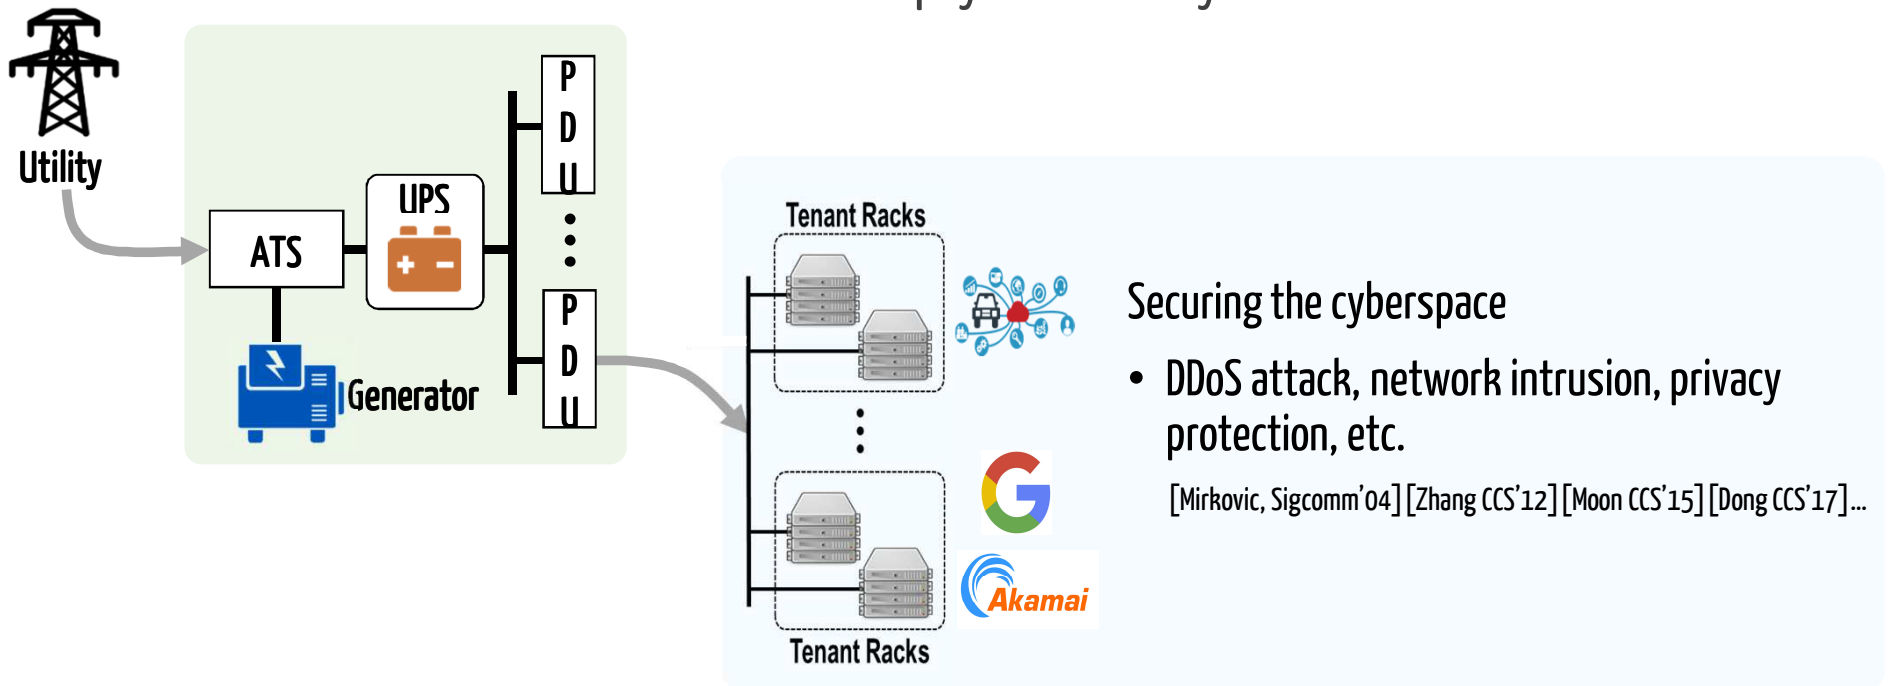 Utility
ATS
UPS
Generator
P
D
U
P
D
U
Tenant Racks
Tenant Racks
G
Akamai
Securing the cyberspace
• DDoS attack, network intrusion, privacy
protection, etc.
[Mirkovic, Sigcomm’04] [Zhang CCS’12] [Moon CCS’15] [Dong CCS’17] ...